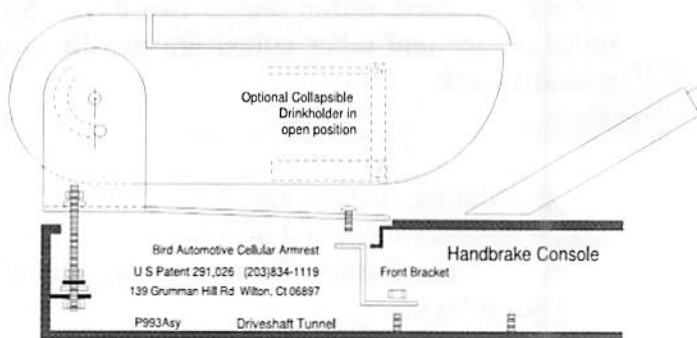 Optional Collapsible
Drinkholder in
open position
Bird Automotive Cellular Armrest
U S Patent 291,026 (203)834-1119
139 Grumman Hill Rd Wilton, Ct 06897
Handbrake Console
Front Bracket
P993Asy Driveshaft Tunnel